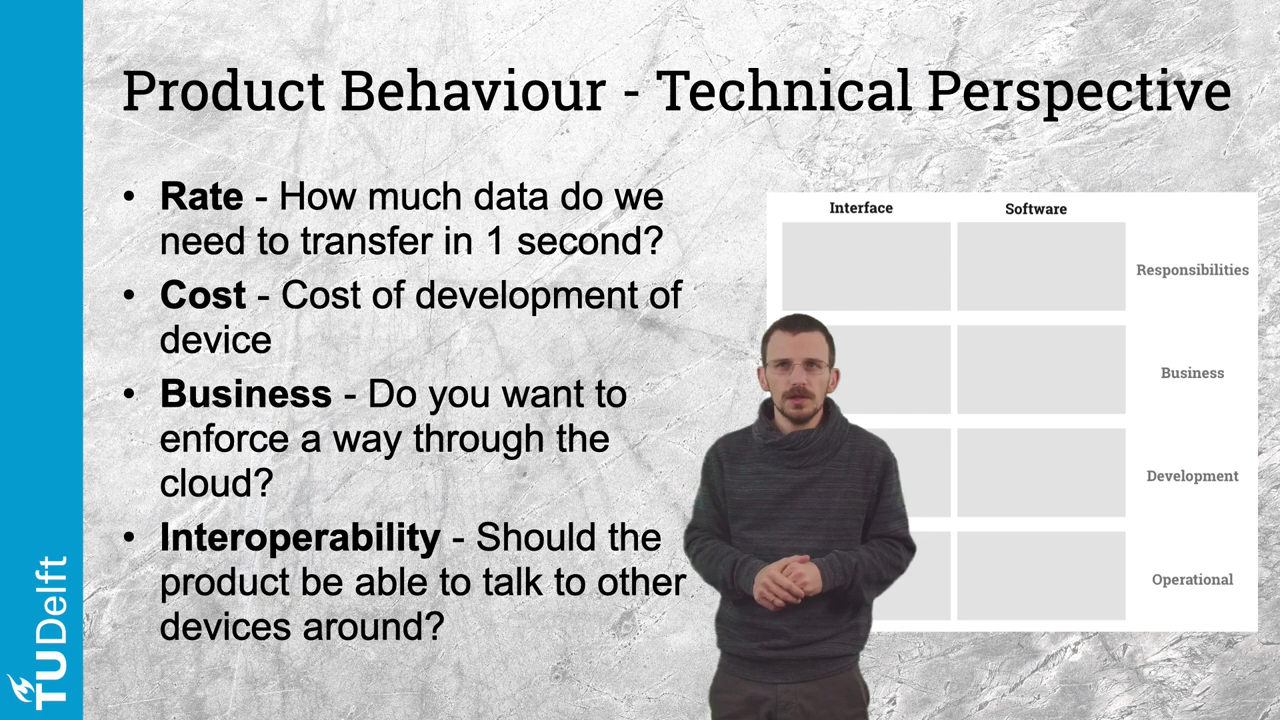 Product Behaviour - Technical Perspective
• Rate - How much data do we
need to transfer in 1 second?
• Cost - Cost of development of
device
• Business - Do you want to
enforce a way through the
cloud?
• Interoperability - Should the
product be able to talk to other
devices around?
Interface Software
Responsibilities
Business
Development
Operational
TUDelft